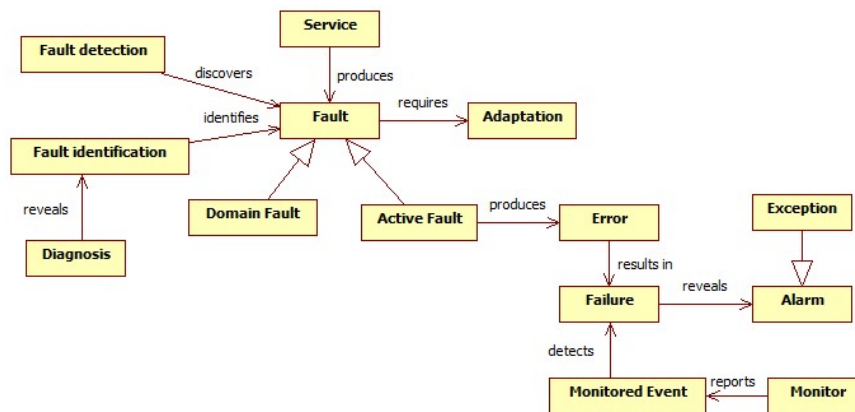 Service
Fault detection
discovers
produces
identifies
Fault
requires
Adaptation
Fault identification
reveals
Domain Fault
Active Fault
produces
Error
Exception
Diagnosis
results in
Failure
reveals
Alarm
detects
Monitored Event
reports
Monitor